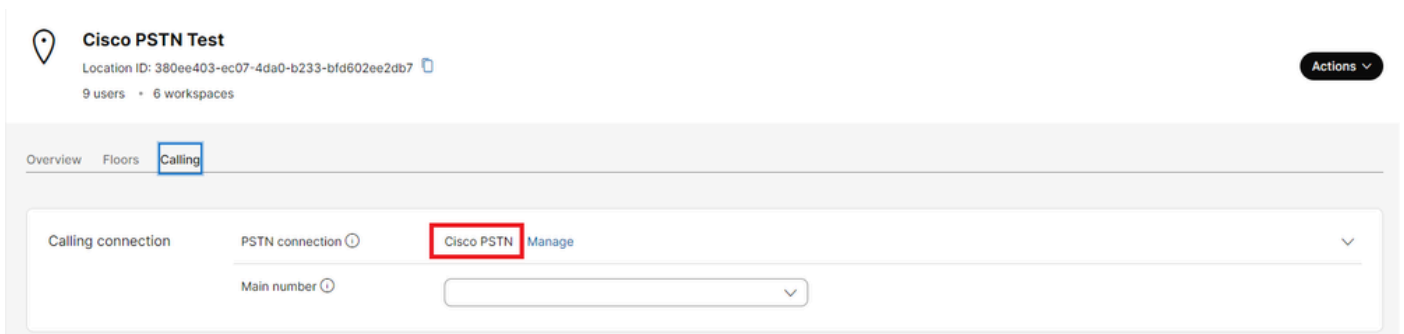 Cisco PSTN Test
Location ID: 380ee403-ec07-4da0-b233-bfd602ee2db7
Actions
9 users • 6 workspaces
Overview Floors Calling
Calling connection PSTN connection Cisco PSTN Manage
Main number